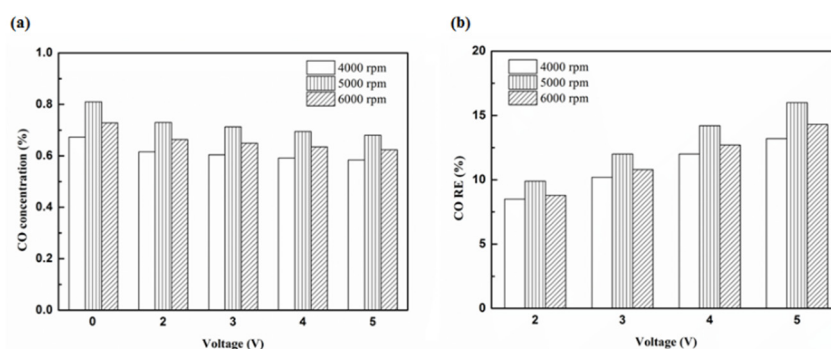 (a)
1.0
0.8
0.6
0.4
0.2
0.0
CO concentration (%)
4000 rpm
5000 rpm
6000 rpm
0 2 3 4 5
Voltage (V)
(b)
20
15
10
5
0
CO RE (%)
4000 rpm
5000 rpm
6000 rpm
2 3 4 5
Voltage (V)